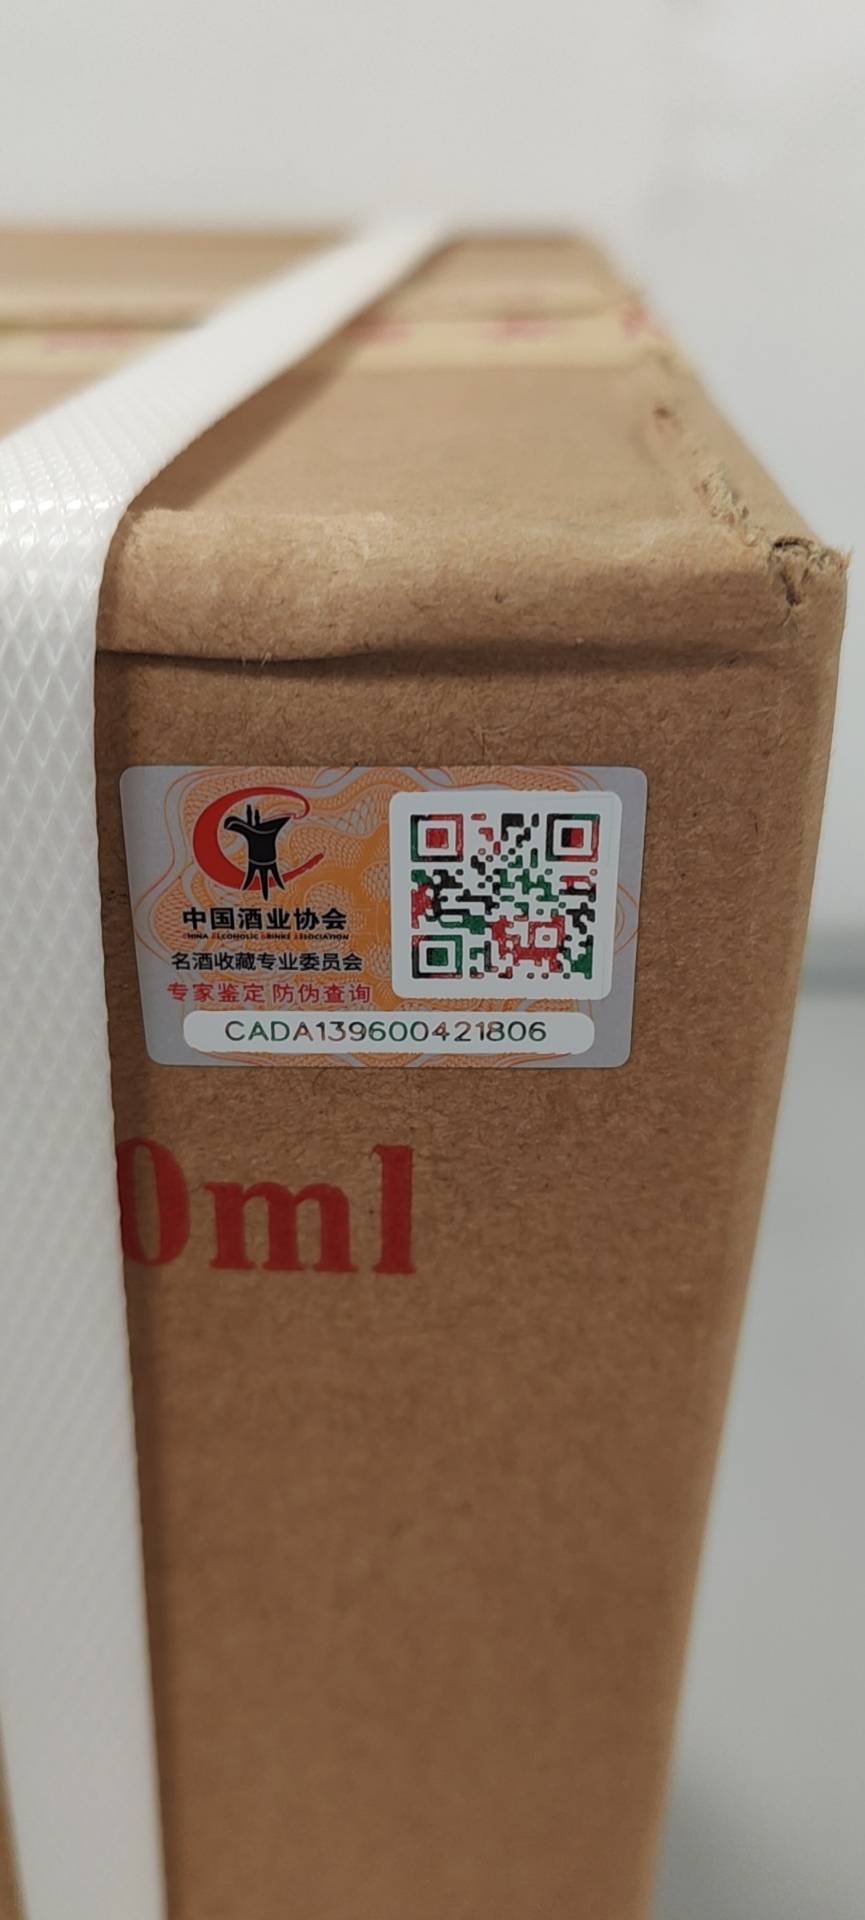 中国酒业协会
CHINA ALCOHOLIC DRINKS ASSOCIATION
名酒收藏专业委员会
专家鉴定 防伪查询
CADA139600421806
0ml